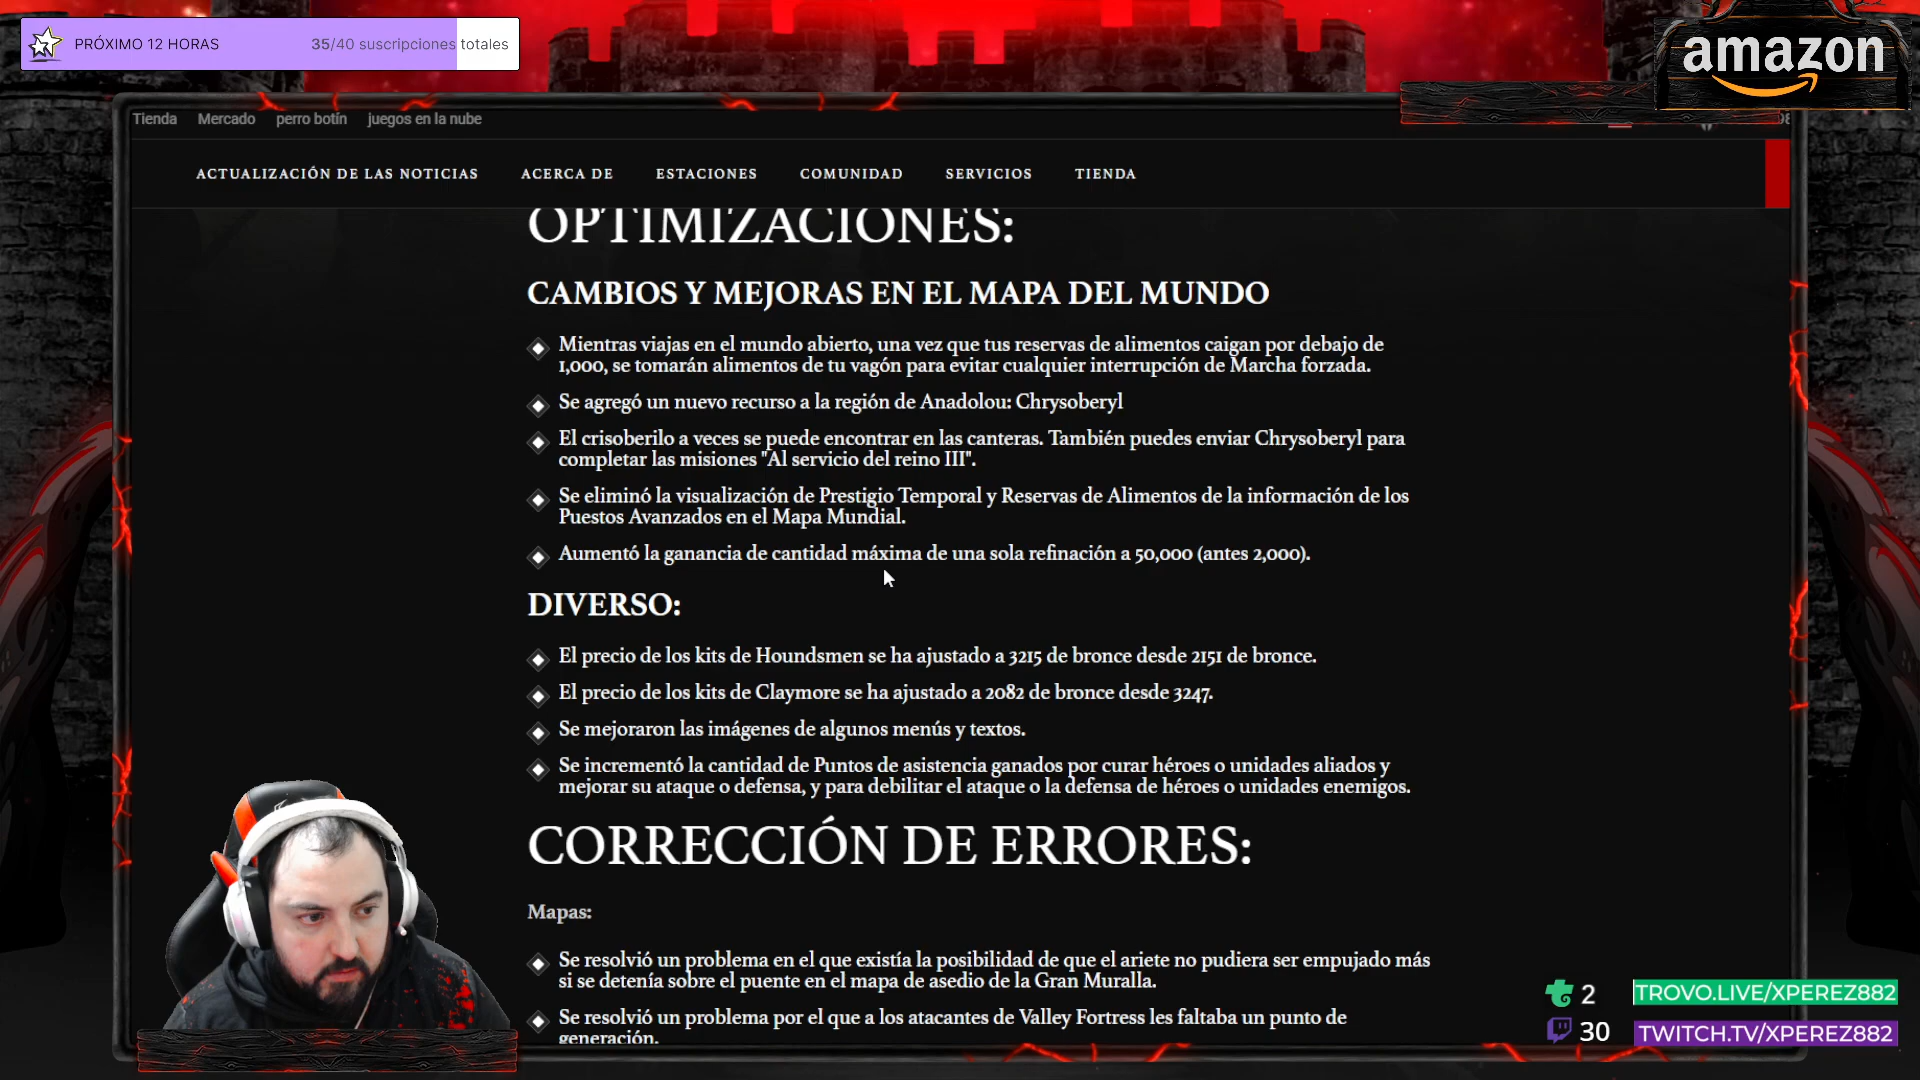 PRÓXIMO 12 HORAS 35/40 suscripciones totales
amazon
Tienda Mercado perro botín juegos en la nube
ACTUALIZACIÓN DE LAS NOTICIAS ACERCA DE ESTACIONES COMUNIDAD SERVICIOS TIENDA
OPTIMIZACIONES:
CAMBIOS Y MEJORAS EN EL MAPA DEL MUNDO
Mientras viajas en el mundo abierto, una vez que tus reservas de alimentos caigan por debajo de
1,000, se tomarán alimentos de tu vagón para evitar cualquier interrupción de Marcha forzada.
Se agregó un nuevo recurso a la región de Anadolou: Chrysoberyl
El crisoberilo a veces se puede encontrar en las canteras. También puedes enviar Chrysoberyl para
completar las misiones "Al servicio del reino III".
Se eliminó la visualización de Prestigio Temporal y Reservas de Alimentos de la información de los
Puestos Avanzados en el Mapa Mundial.
Aumentó la ganancia de cantidad máxima de una sola refinación a 50,000 (antes 2,000).
DIVERSO:
El precio de los kits de Houndsmen se ha ajustado a 3215 de bronce desde 2151 de bronce.
El precio de los kits de Claymore se ha ajustado a 2082 de bronce desde 3247.
Se mejoraron las imágenes de algunos menús y textos.
Se incrementó la cantidad de Puntos de asistencia ganados por curar héroes o unidades aliados y
mejorar su ataque o defensa, y para debilitar el ataque o la defensa de héroes o unidades enemigos.
CORRECCIÓN DE ERRORES:
Mapas:
Se resolvió un problema en el que existía la posibilidad de que el ariete no pudiera ser empujado más
si se detenía sobre el puente en el mapa de asedio de la Gran Muralla.
Se resolvió un problema por el que a los atacantes de Valley Fortress les faltaba un punto de
generación.
2 TROVO.LIVE/XPEREZ882
30 TWITCH.TV/XPEREZ882